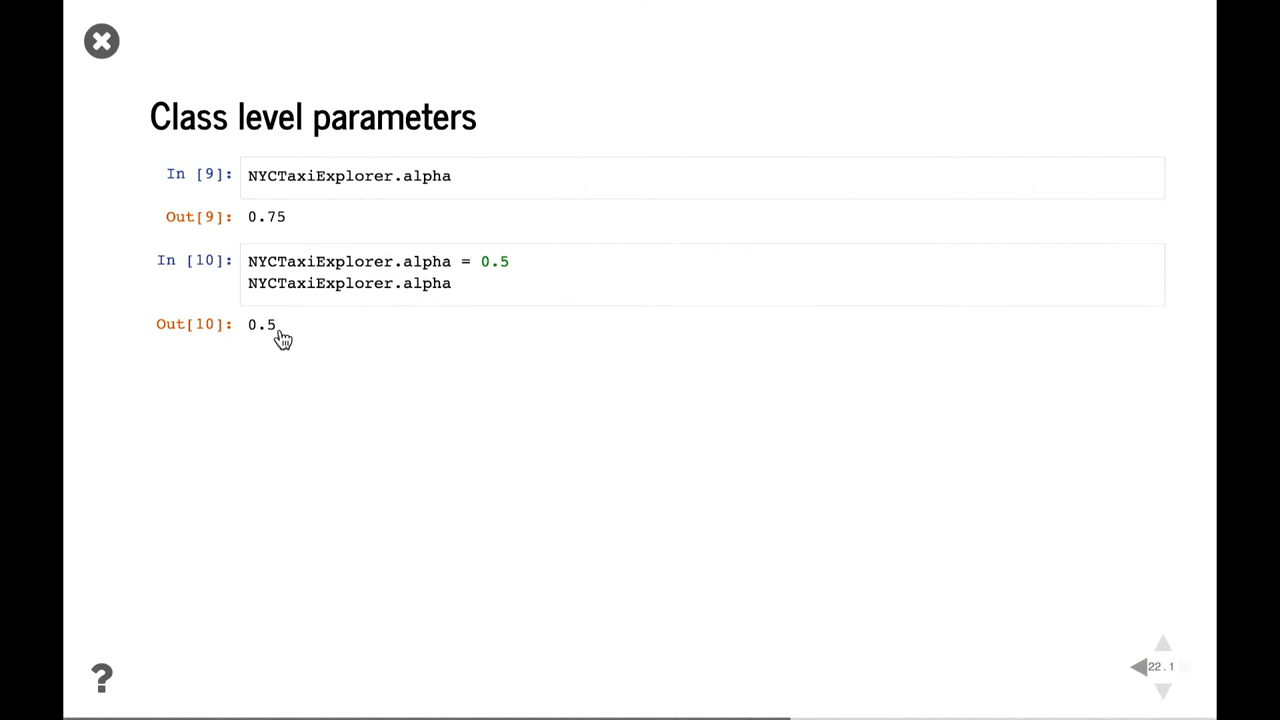 Class level parameters
In [9]: NYCTaxiExplorer.alpha
Out[9]: 0.75
In [10]: NYCTaxiExplorer.alpha = 0.5
NYCTaxiExplorer.alpha
Out[10]: 0.5
?
22 . 1